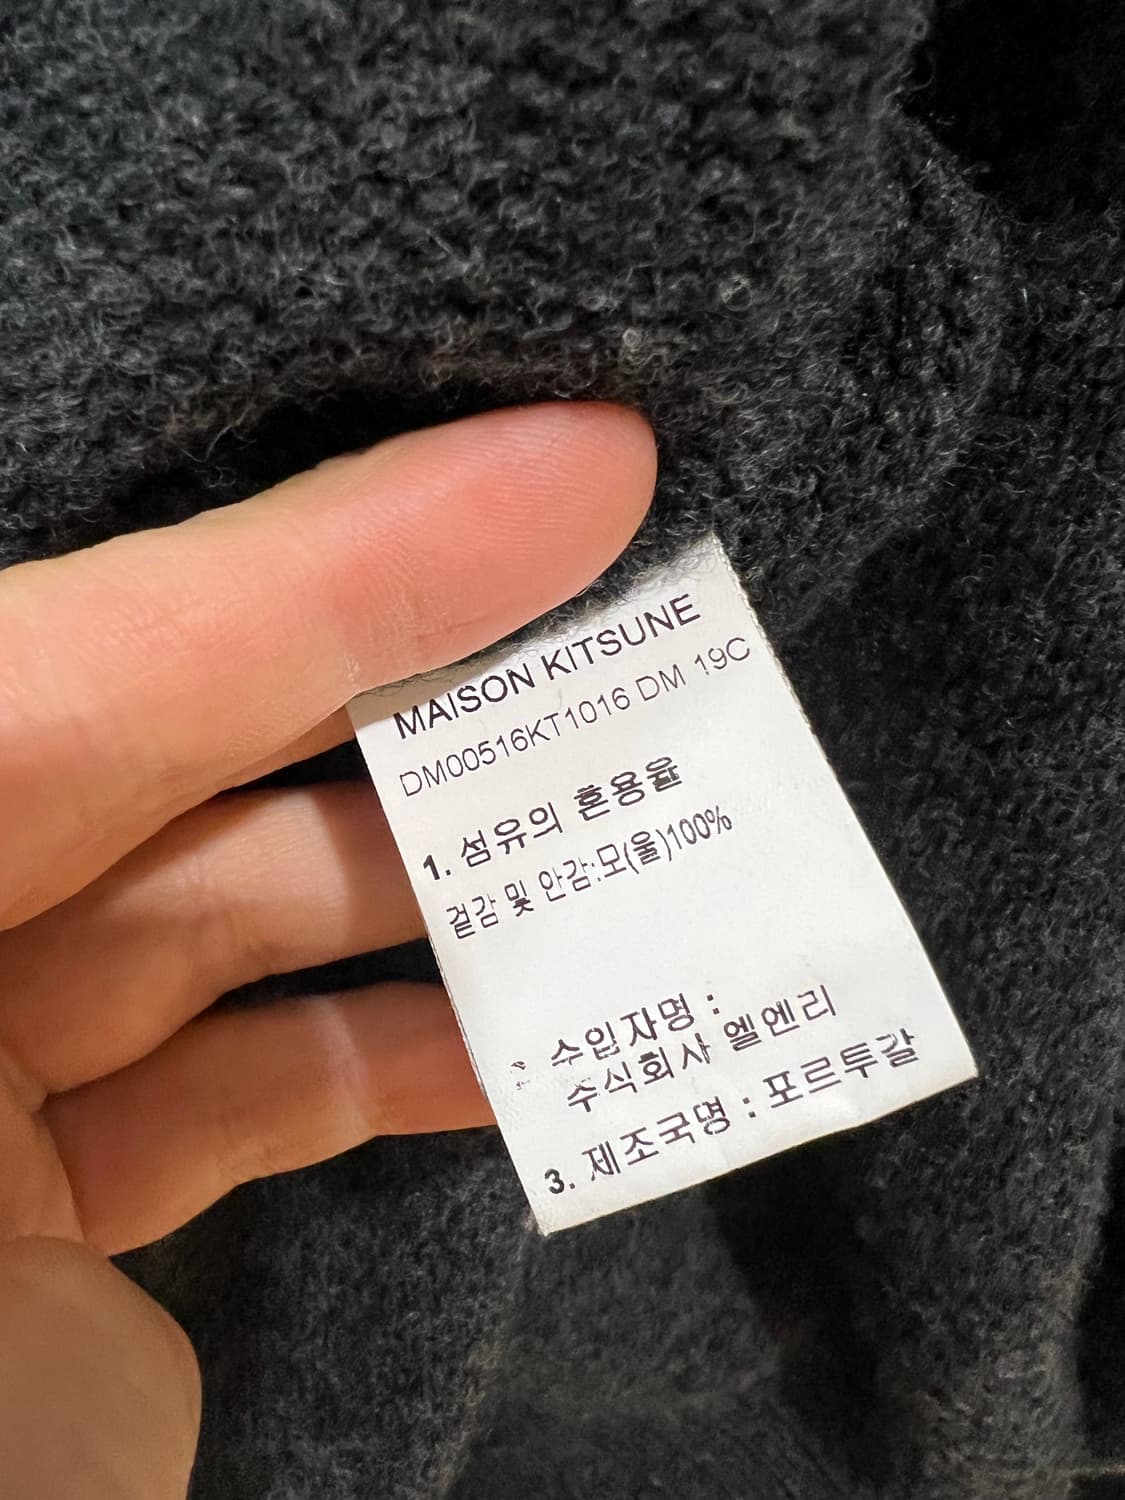 MAISON KITSUNE
DM00516KT1016 DM 19C
1. 섬유의 혼용율
겉감 및 안감:모(울)100%
수입자명 :
주식회사 엘엔리
3. 제조국명 : 포르투갈